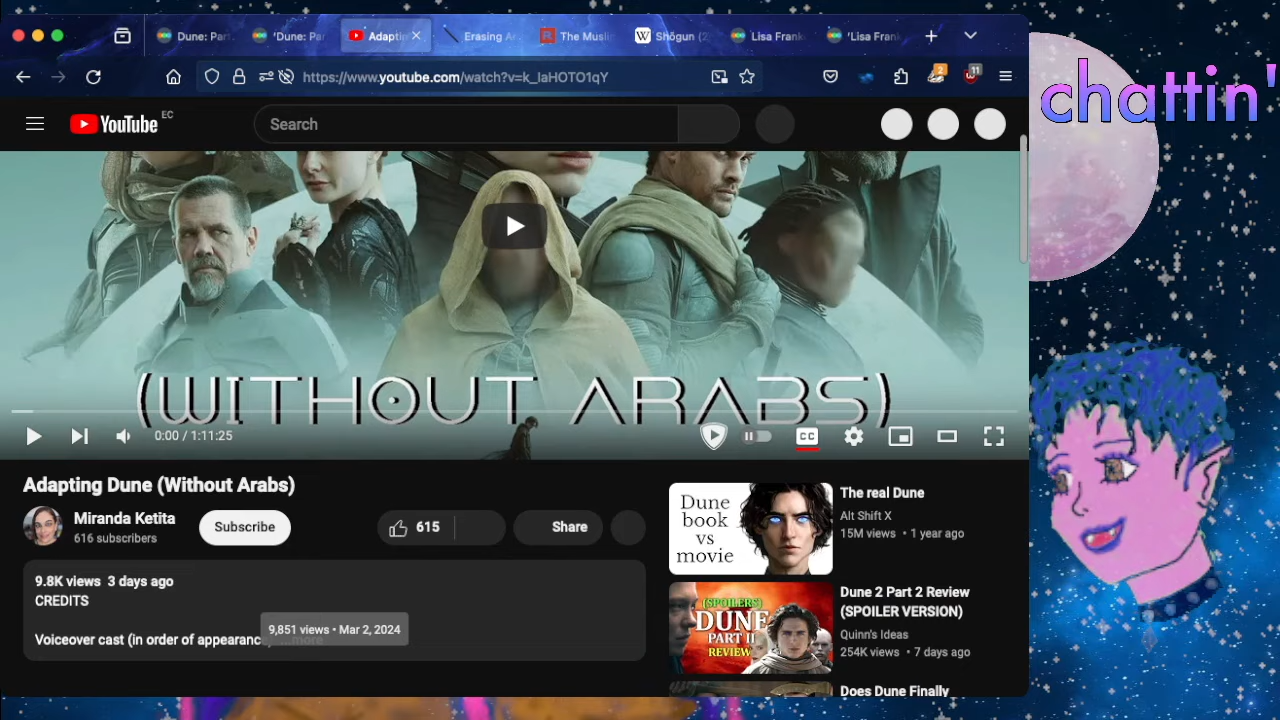 Dune: Par
'Dune: Par
Adaptin
Erasing Ar
The Muslim
Shōgun (2
Lisa Frank
'Lisa Frank
https://www.youtube.com/watch?v=k_laHOTO1qY
2
11
chattin'
YouTube EC
Search
(WITHOUT ARABS)
0:00 / 1:11:25
CC
Adapting Dune (Without Arabs)
Miranda Ketita
616 subscribers
Subscribe
615
Share
9.8K views 3 days ago
CREDITS
9,851 views • Mar 2, 2024
Voiceover cast (in order of appearanc
Dune
book
vs
movie
The real Dune
Alt Shift X
15M views • 1 year ago
(SPOILERS)
DUNE
PART II
REVIEW
Dune 2 Part 2 Review
(SPOILER VERSION)
Quinn's Ideas
254K views • 7 days ago
Does Dune Finally